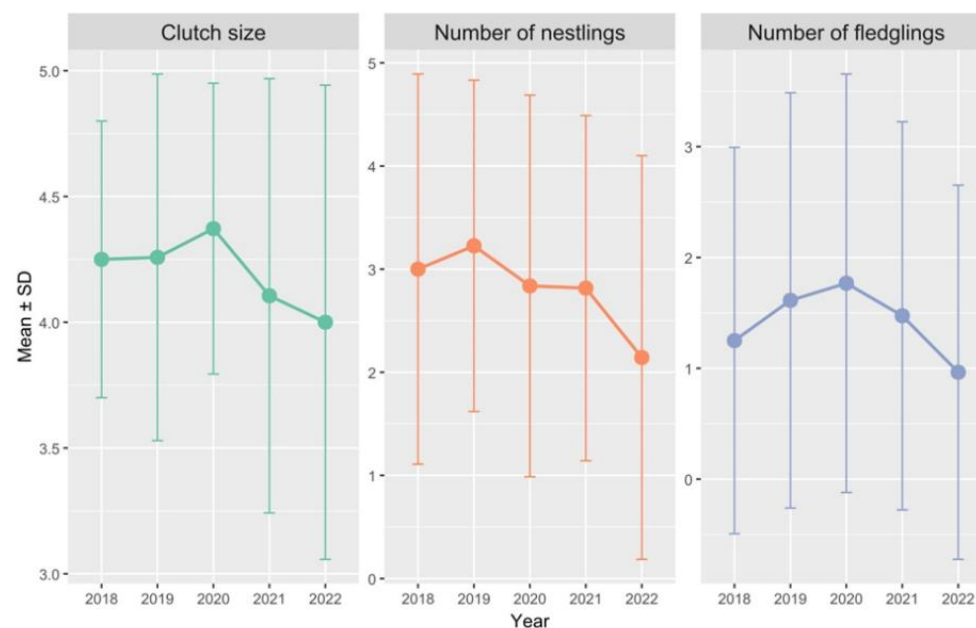 Clutch size
Number of nestlings
Number of fledglings
Mean ± SD
5.0
4.5
4.0
3.5
3.0
5
4
3
2
1
0
3
2
1
0
2018 2019 2020 2021 2022
2018 2019 2020 2021 2022
2018 2019 2020 2021 2022
Year